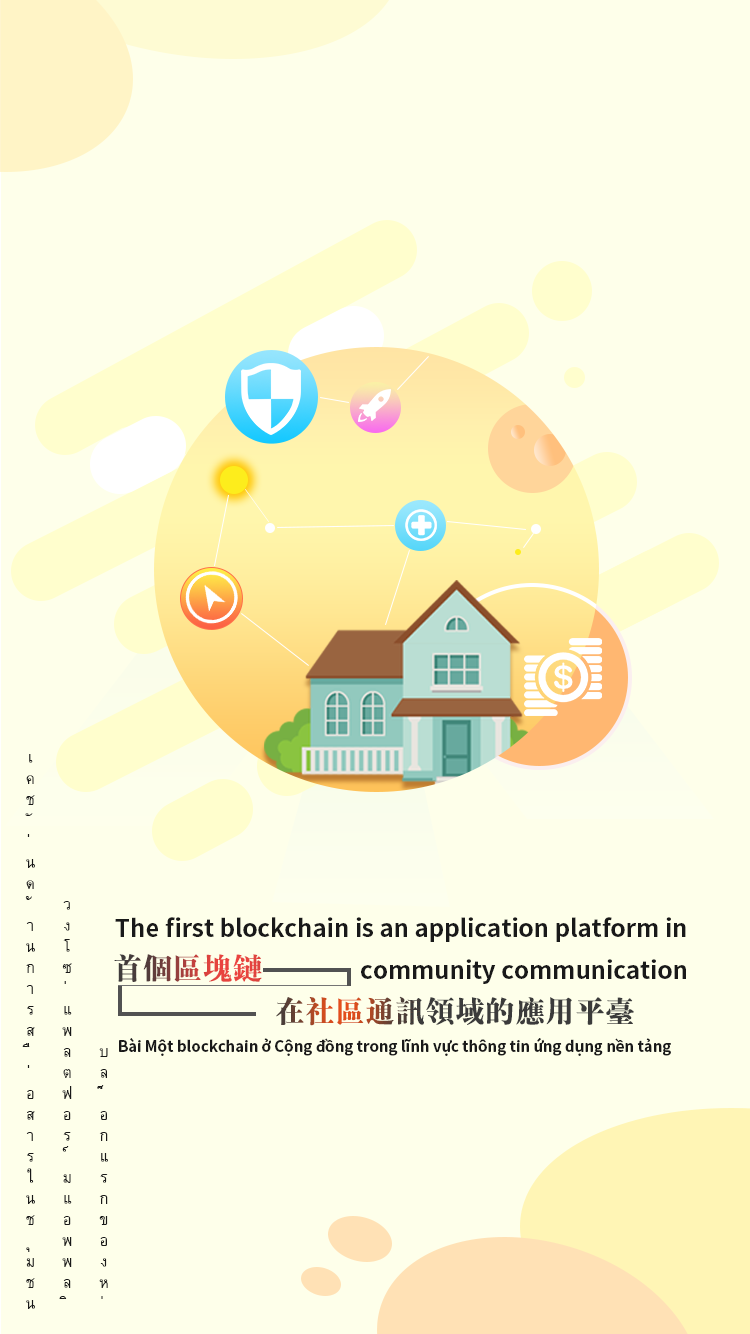 The first blockchain is an application platform in
首個區塊鏈
community communication
在社區通訊領域的應用平臺
Bài Một blockchain ở Cộng đồng trong lĩnh vực thông tin ứng dụng nền tảng
บล็อกแรกของห่
วงโซ่แพลตฟอร์มแอพพลิ
เคชั่นด้านการสื่อสารในชุมชน
$